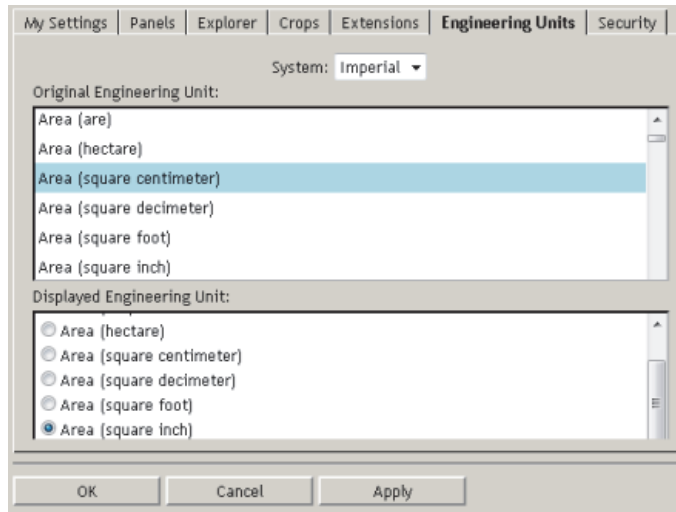 My Settings Panels Explorer Crops Extensions Engineering Units Security
System: Imperial
Original Engineering Unit:
Area (are)
Area (hectare)
Area (square centimeter)
Area (square decimeter)
Area (square foot)
Area (square inch)
Displayed Engineering Unit:
Area (hectare)
Area (square centimeter)
Area (square decimeter)
Area (square foot)
Area (square inch)
OK Cancel Apply